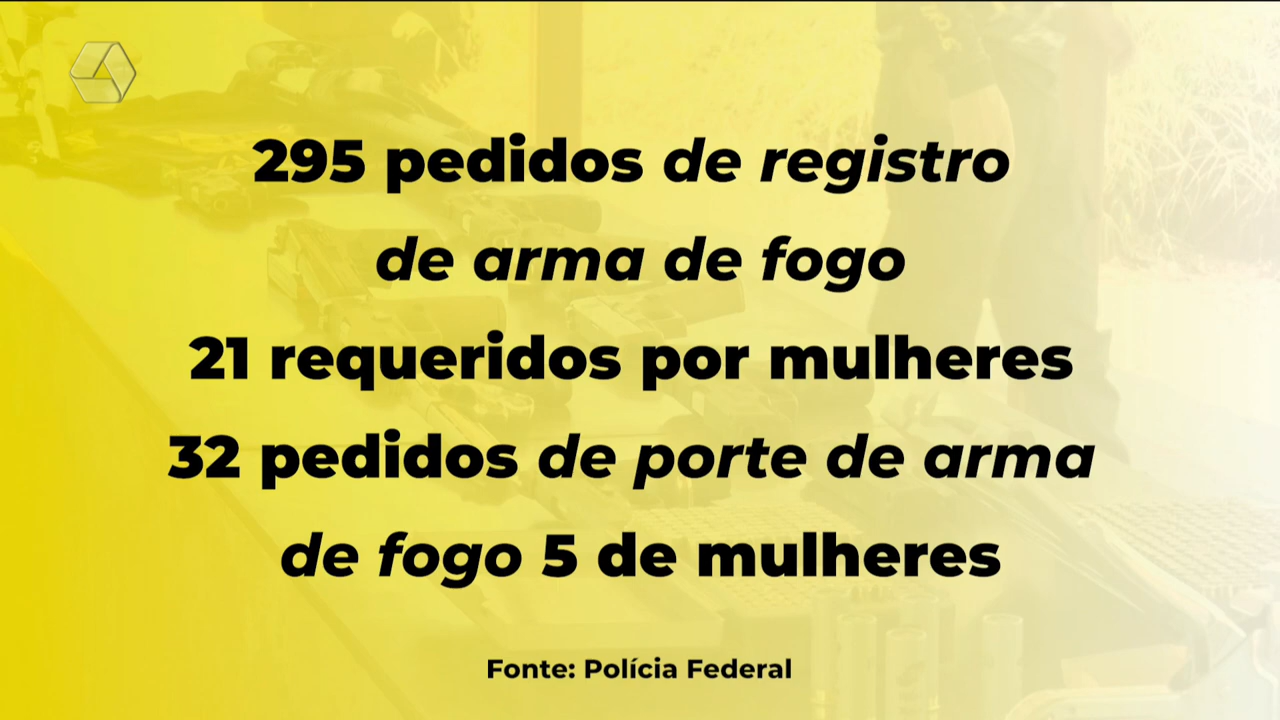 295 pedidos de registro
de arma de fogo
21 requeridos por mulheres
32 pedidos de porte de arma
de fogo 5 de mulheres
Fonte: Polícia Federal